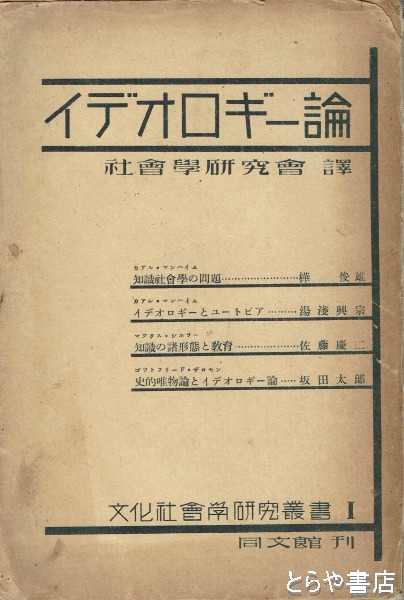 イデオロギー論
社會學研究會 譯
カアル・マンハイム
知識社會學の問題……………………樺 俊雄
カアル・マンハイム
イデオロギーとユートピア………湯淺興宗
マックス・シエラー
知識の諸形態と敎育…………………佐藤慶二
ゴットフリード・ザロモン
史的唯物論とイデオロギー論……坂田太郎
文化社會学研究叢書 I
同文館刊
とらや書店